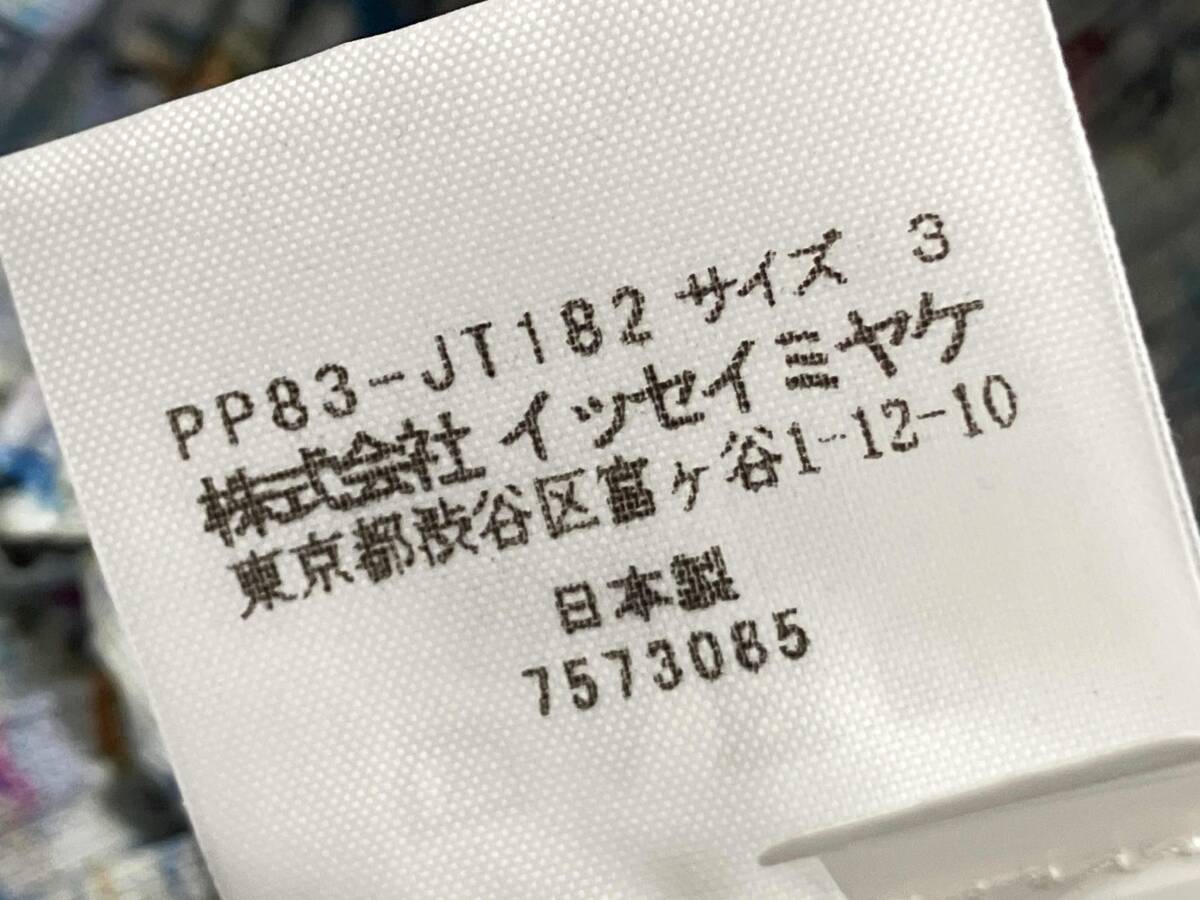 PP83-JT182 サイズ 3
株式会社 イッセイミヤケ
東京都渋谷区富ヶ谷1-12-10
日本製
7573085